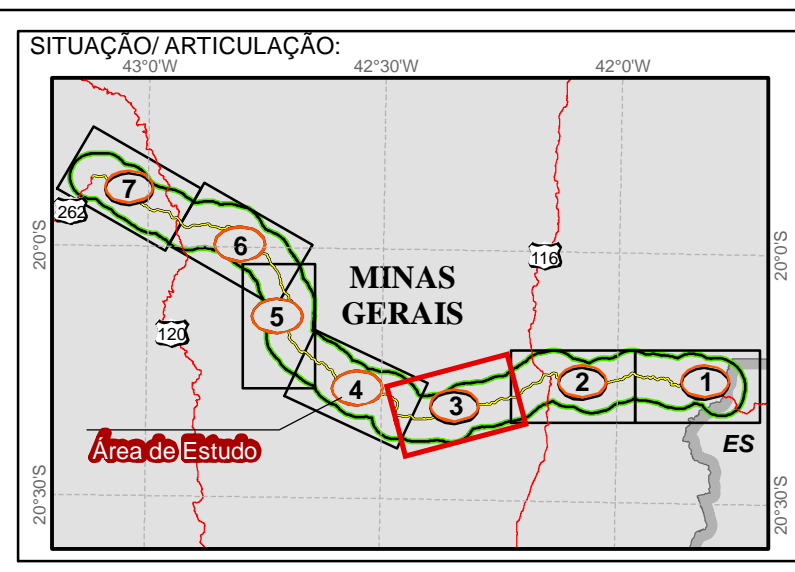 SITUAÇÃO/ ARTICULAÇÃO:
43°0'W 42°30'W 42°0'W
7
262
6
20°0'S
20°0'S
116
MINAS
GERAIS
5
120
4
3
2
1
Área de Estudo
ES
20°30'S
20°30'S